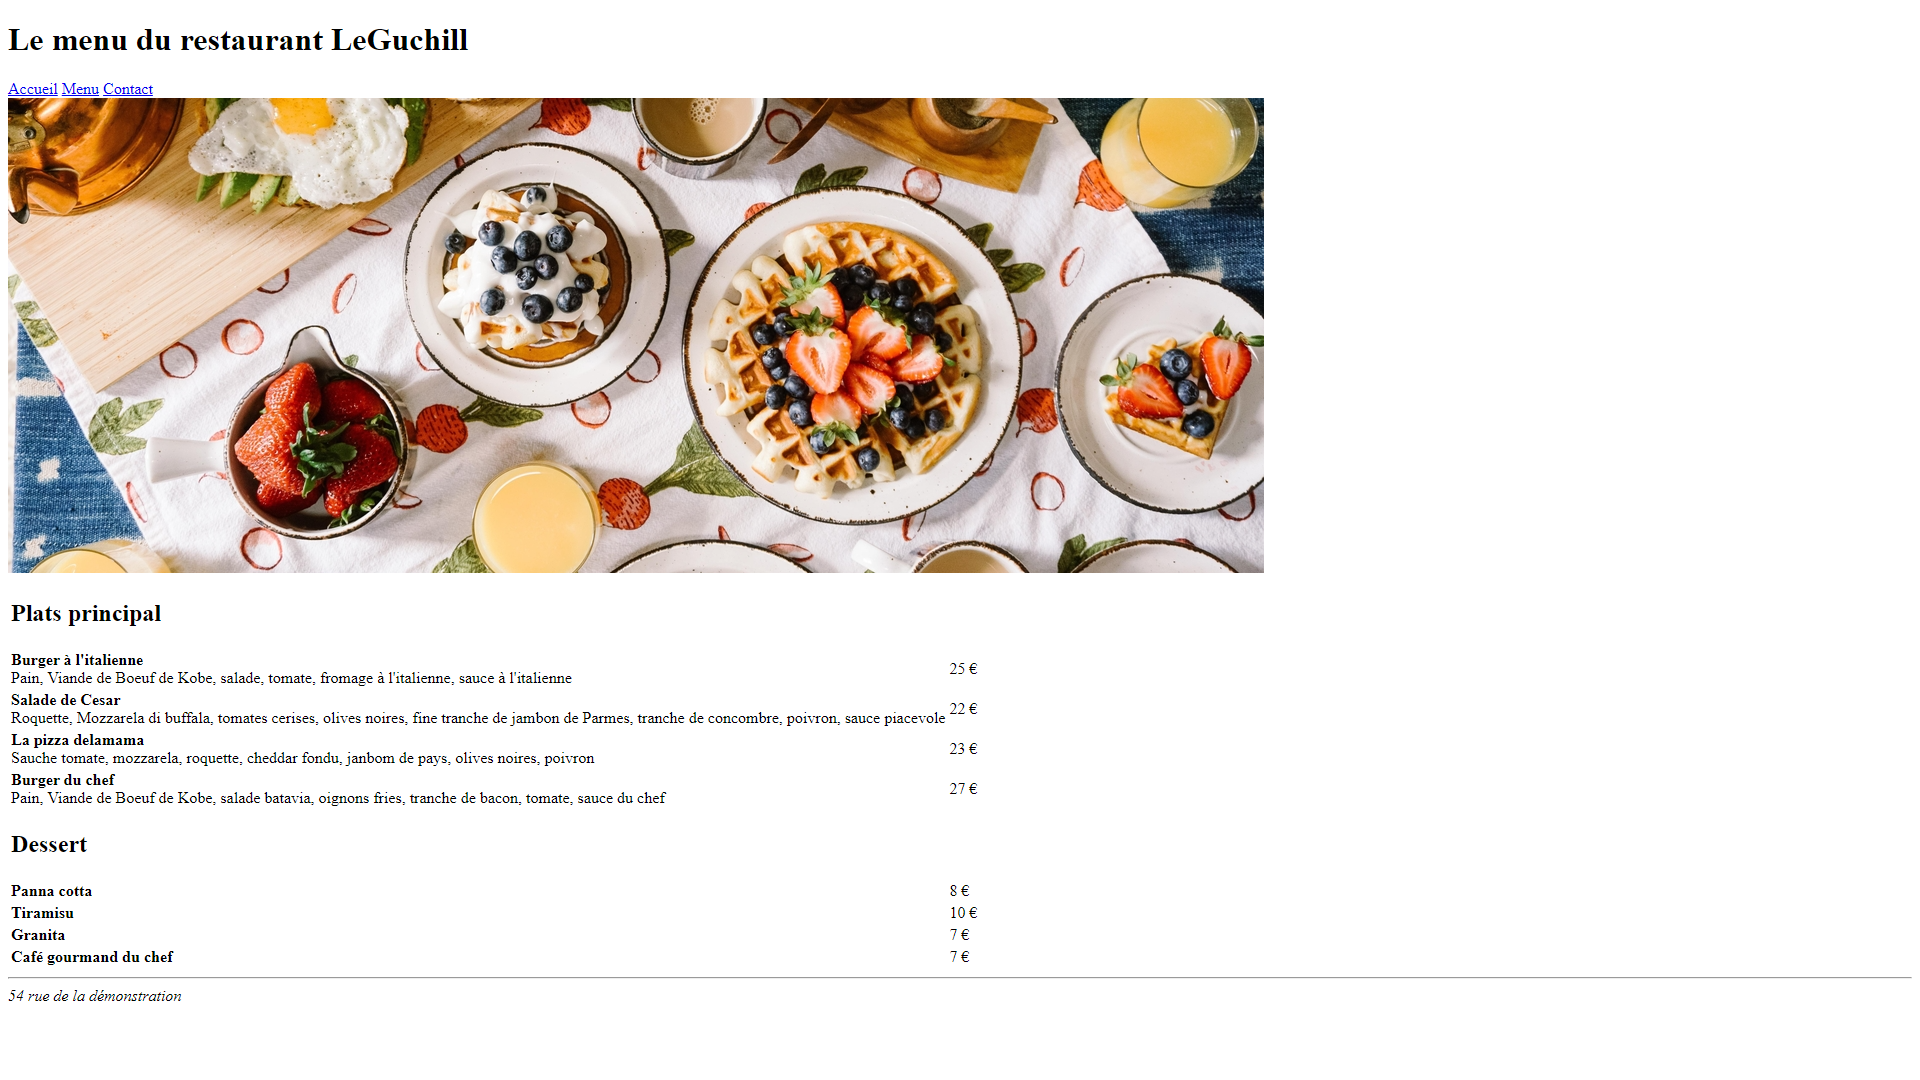 Le menu du restaurant LeGuchill
Accueil Menu Contact
Plats principal
Burger à l'italienne
Pain, Viande de Boeuf de Kobe, salade, tomate, fromage à l'italienne, sauce à l'italienne
25 €
Salade de Cesar
Roquette, Mozzarela di buffala, tomates cerises, olives noires, fine tranche de jambon de Parmes, tranche de concombre, poivron, sauce piacevole
22 €
La pizza delamama
Sauche tomate, mozzarela, roquette, cheddar fondu, janbom de pays, olives noires, poivron
23 €
Burger du chef
Pain, Viande de Boeuf de Kobe, salade batavia, oignons fries, tranche de bacon, tomate, sauce du chef
27 €
Dessert
Panna cotta 8 €
Tiramisu 10 €
Granita 7 €
Café gourmand du chef 7 €
54 rue de la démonstration